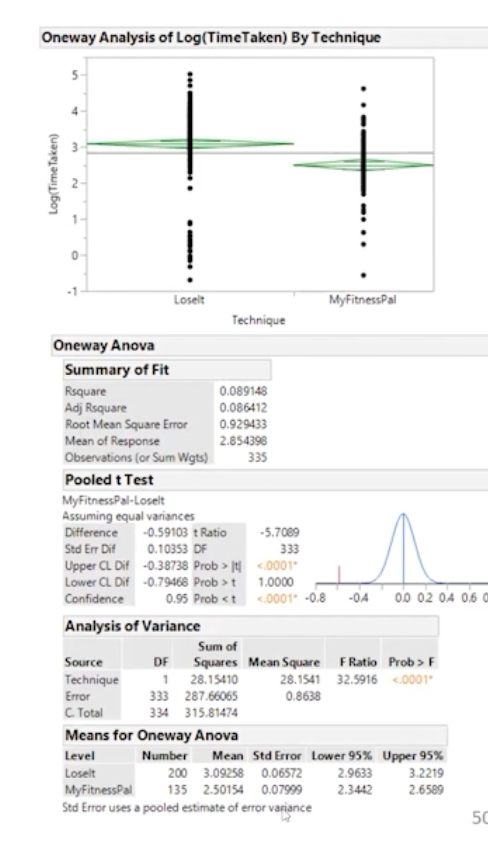 Oneway Analysis of Log(TimeTaken) By Technique
5
4
3
2
1
0
-1
Log(TimeTaken)
LoseIt MyFitnessPal
Technique
Oneway Anova
Summary of Fit
Rsquare 0.089148
Adj Rsquare 0.086412
Root Mean Square Error 0.929433
Mean of Response 2.854398
Observations (or Sum Wgts) 335
Pooled t Test
MyFitnessPal-LoseIt
Assuming equal variances
Difference -0.59103 t Ratio -5.7089
Std Err Dif 0.10353 DF 333
Upper CL Dif -0.38738 Prob > |t| <.0001*
Lower CL Dif -0.79468 Prob > t 1.0000
Confidence 0.95 Prob < t <.0001*
-0.8 -0.4 0.0 0.2 0.4 0.6
Analysis of Variance
Source DF Sum of Squares Mean Square F Ratio Prob > F
Technique 1 28.15410 28.1541 32.5916 <.0001*
Error 333 287.66065 0.8638
C. Total 334 315.81474
Means for Oneway Anova
Level Number Mean Std Error Lower 95% Upper 95%
LoseIt 200 3.09258 0.06572 2.9633 3.2219
MyFitnessPal 135 2.50154 0.07999 2.3442 2.6589
Std Error uses a pooled estimate of error variance
50